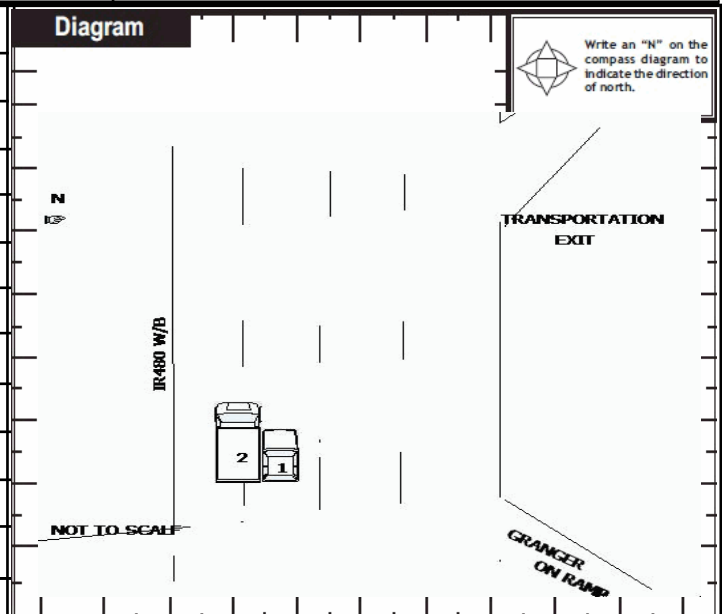 Diagram
Write an “N” on the
compass diagram to
indicate the direction
of north.
N
TRANSPORTATION
EXIT
IR480 W/B
2
1
NOT TO SCALE
GRANGER
ON RAMP